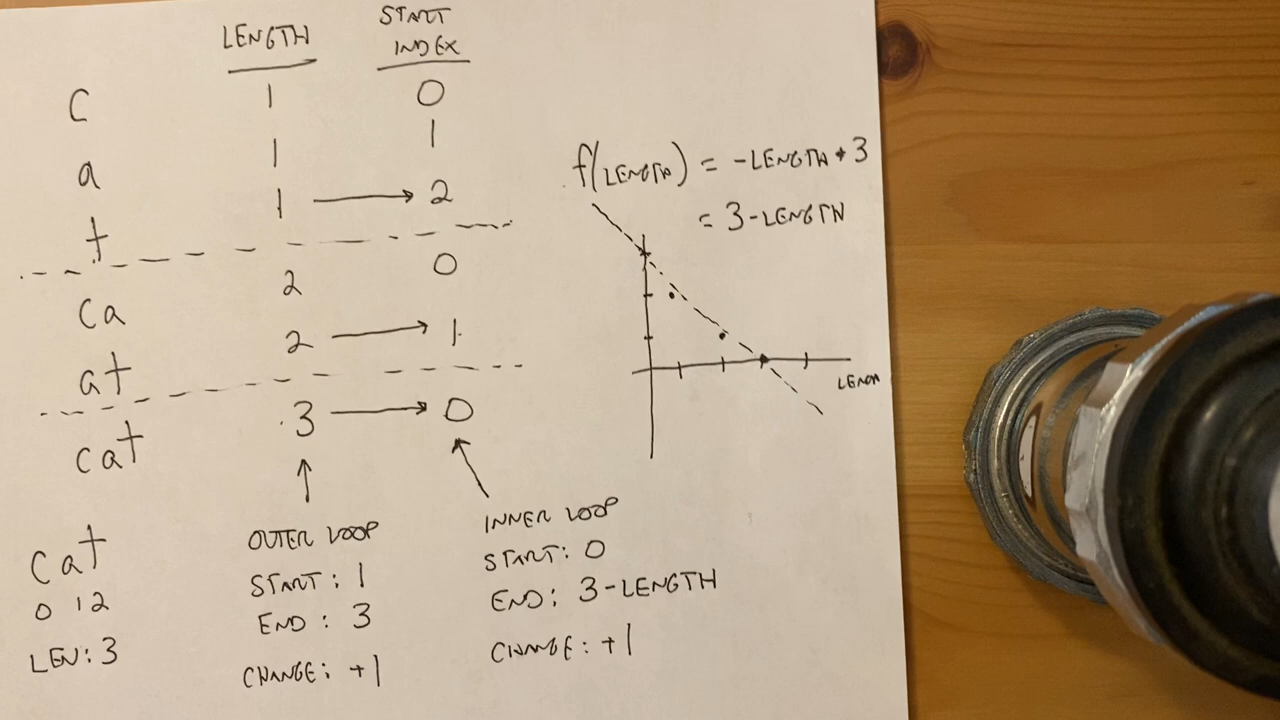 LENGTH START INDEX
C 1 0
a 1 1
t 1 → 2
ca 2 0
at 2 → 1
cat 3 → 0
f(LENGTH) = -LENGTH + 3
= 3-LENGTH
LENGTH
cat
0 1 2
LEN: 3
OUTER LOOP
START: 1
END: 3
CHANGE: +1
INNER LOOP
START: 0
END: 3-LENGTH
CHANGE: +1